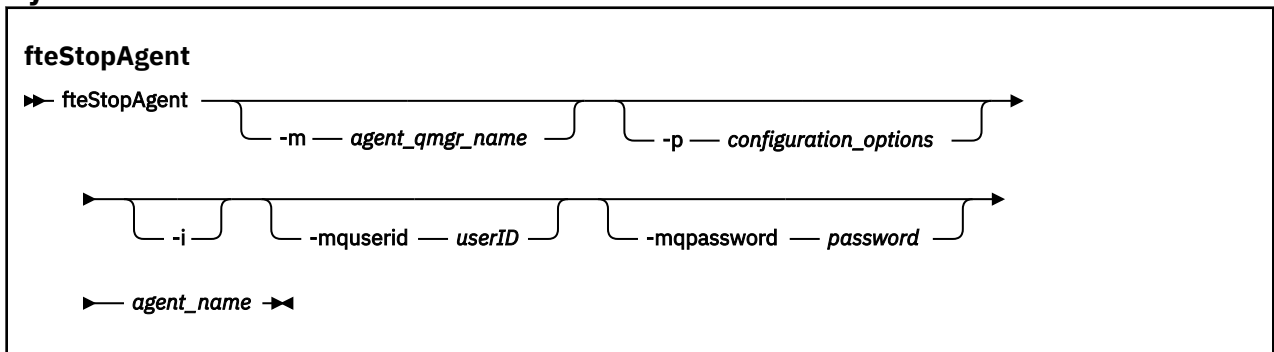 fteStopAgent
fteStopAgent
-m agent_qmgr_name -p configuration_options
-i -mquserid userID -mqpassword password
agent_name